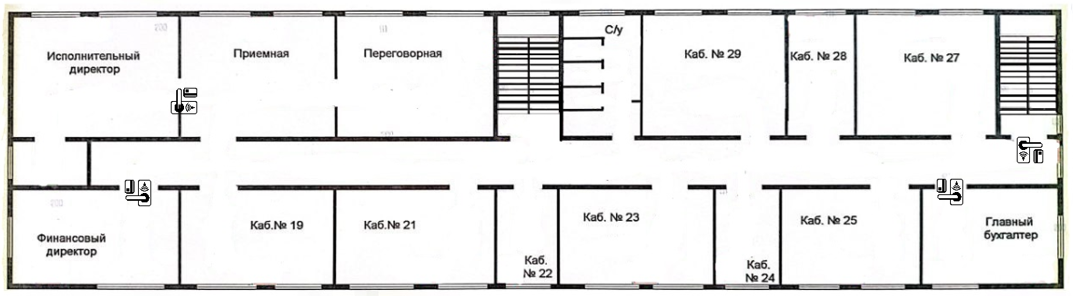 С/у
Исполнительный
директор
Приемная
Переговорная
Каб. № 29
Каб. № 28
Каб. № 27
Финансовый
директор
Каб.№ 19
Каб.№ 21
Каб.
№ 22
Каб. № 23
Каб.
№ 24
Каб. № 25
Главный
бухгалтер